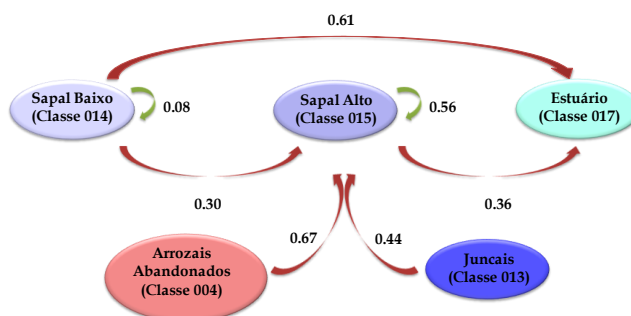 0.61
Sapal Baixo
(Classe 014)
0.08
Sapal Alto
(Classe 015)
0.56
Estuário
(Classe 017)
0.30
0.36
0.67
0.44
Arrozais
Abandonados
(Classe 004)
Juncais
(Classe 013)